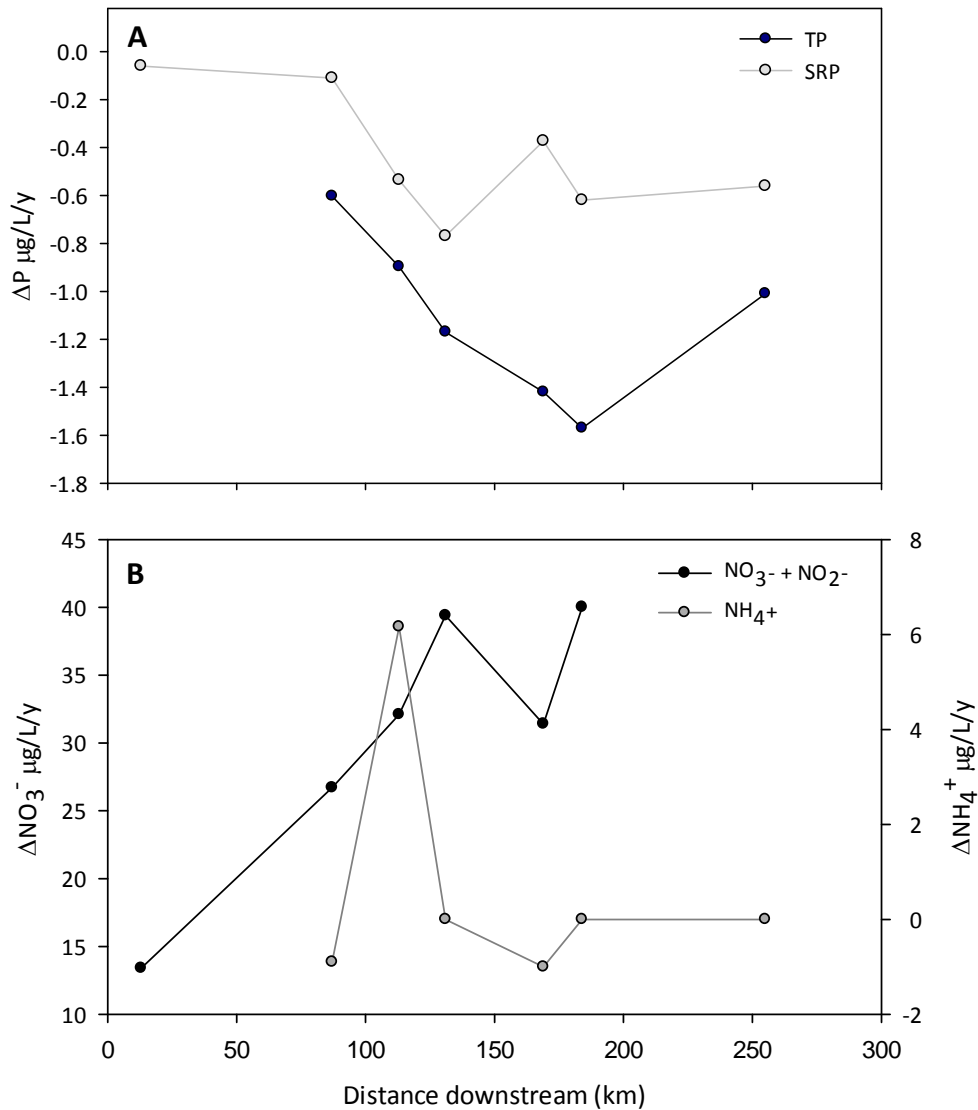 A
TP
SRP
0.0
-0.2
-0.4
-0.6
-0.8
-1.0
-1.2
-1.4
-1.6
-1.8
ΔP µg/L/y
B
NO3- + NO2-
NH4+
45
40
35
30
25
20
15
10
ΔNO3- µg/L/y
8
6
4
2
0
-2
ΔNH4+ µg/L/y
0 50 100 150 200 250 300
Distance downstream (km)